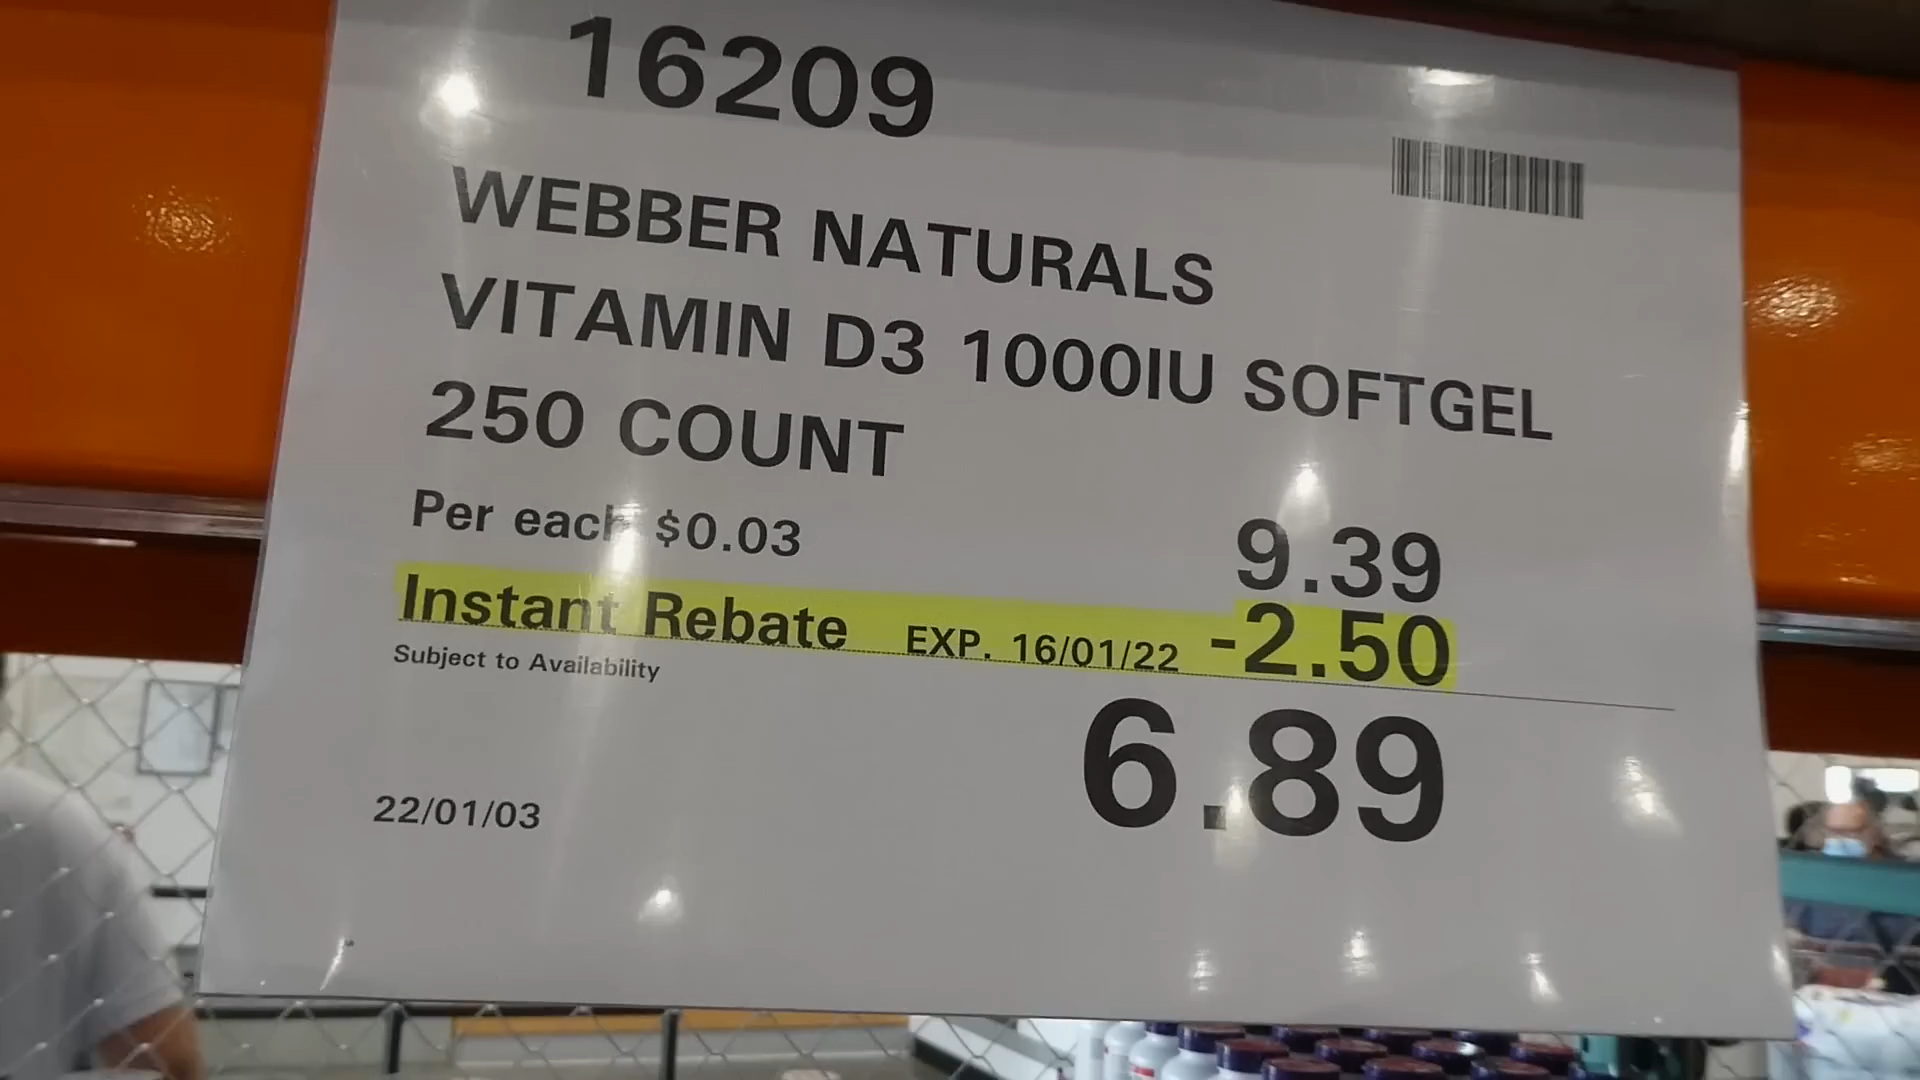 16209
WEBBER NATURALS
VITAMIN D3 1000IU SOFTGEL
250 COUNT
Per each $0.03 9.39
Instant Rebate EXP. 16/01/22 -2.50
Subject to Availability
6.89
22/01/03